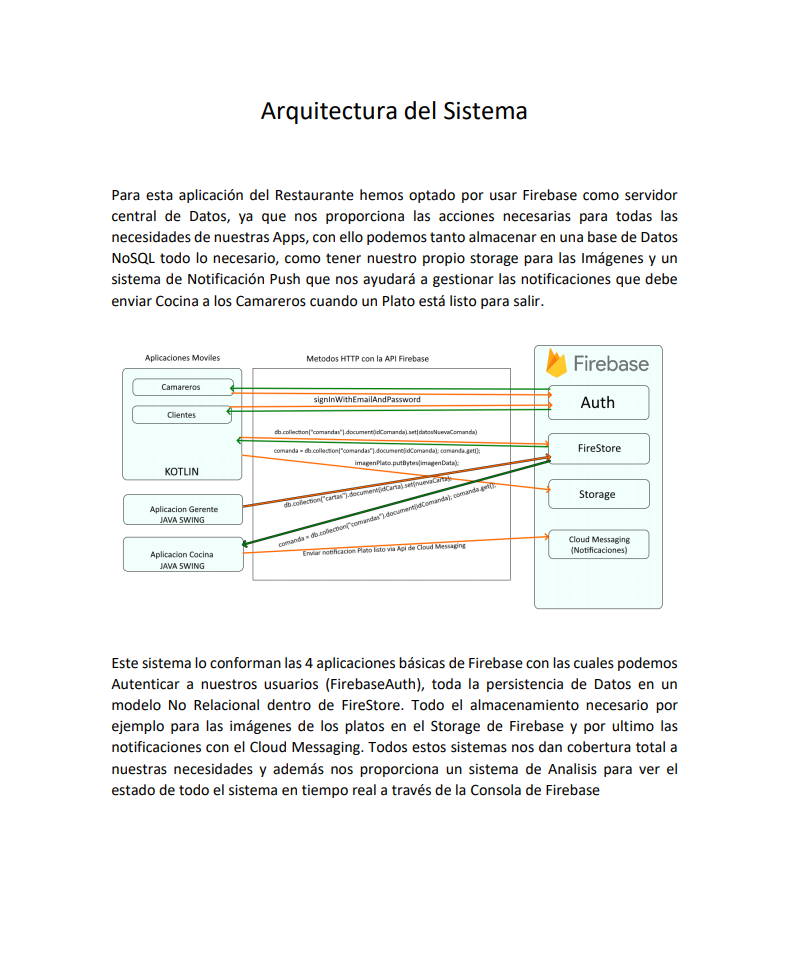 Arquitectura del Sistema
Para esta aplicación del Restaurante hemos optado por usar Firebase como servidor
central de Datos, ya que nos proporciona las acciones necesarias para todas las
necesidades de nuestras Apps, con ello podemos tanto almacenar en una base de Datos
NoSQL todo lo necesario, como tener nuestro propio storage para las Imágenes y un
sistema de Notificación Push que nos ayudará a gestionar las notificaciones que debe
enviar Cocina a los Camareros cuando un Plato está listo para salir.
Aplicaciones Moviles
Metodos HTTP con la API Firebase
Firebase
Camareros
signInWithEmailAndPassword
Auth
Clientes
db.collection("comandas").document(idComanda).set(datosNuevaComanda)
comanda = db.collection("comandas").document(idComanda); comanda.get();
FireStore
imagenPlato.putBytes(imagenData);
KOTLIN
db.collection("cartas").document(idCarta).set(nuevaCarta);
Storage
Aplicacion Gerente
JAVA SWING
comanda = db.collection("comandas").document(idComanda); comanda.get();
Cloud Messaging
(Notificaciones)
Aplicacion Cocina
JAVA SWING
Enviar notificacion Plato listo via Api de Cloud Messaging
Este sistema lo conforman las 4 aplicaciones básicas de Firebase con las cuales podemos
Autenticar a nuestros usuarios (FirebaseAuth), toda la persistencia de Datos en un
modelo No Relacional dentro de FireStore. Todo el almacenamiento necesario por
ejemplo para las imágenes de los platos en el Storage de Firebase y por ultimo las
notificaciones con el Cloud Messaging. Todos estos sistemas nos dan cobertura total a
nuestras necesidades y además nos proporciona un sistema de Analisis para ver el
estado de todo el sistema en tiempo real a través de la Consola de Firebase